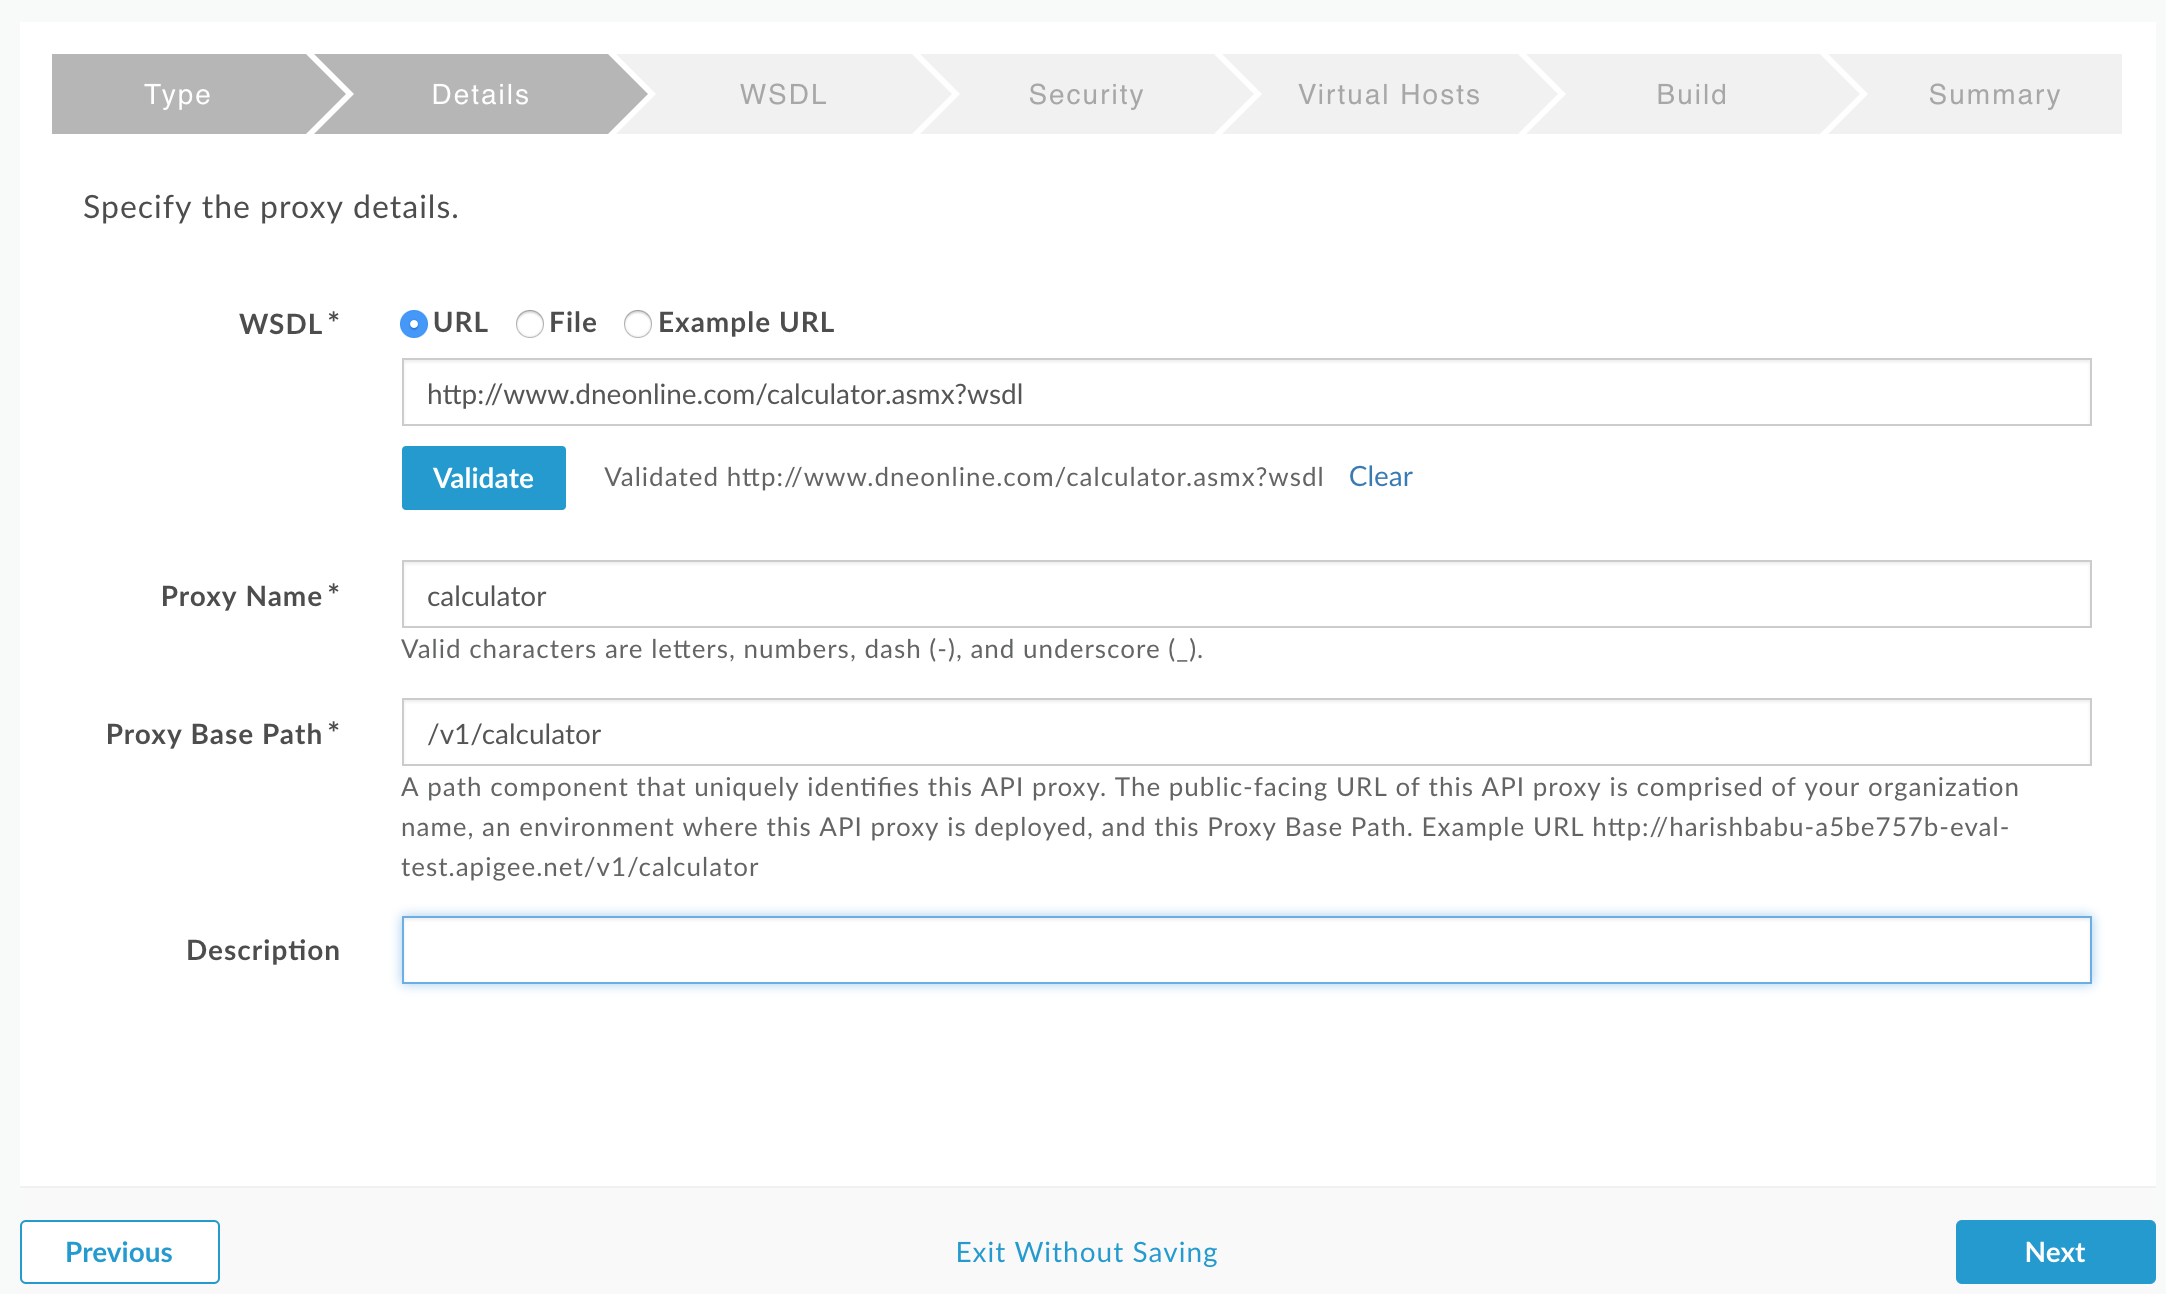 Type Details WSDL Security Virtual Hosts Build Summary
Specify the proxy details.
WSDL* URL File Example URL
http://www.dneonline.com/calculator.asmx?wsdl
Validate Validated http://www.dneonline.com/calculator.asmx?wsdl Clear
Proxy Name* calculator
Valid characters are letters, numbers, dash (-), and underscore (_).
Proxy Base Path* /v1/calculator
A path component that uniquely identifies this API proxy. The public-facing URL of this API proxy is comprised of your organization
name, an environment where this API proxy is deployed, and this Proxy Base Path. Example URL http://harishbabu-a5be757b-eval-
test.apigee.net/v1/calculator
Description
Previous Exit Without Saving Next